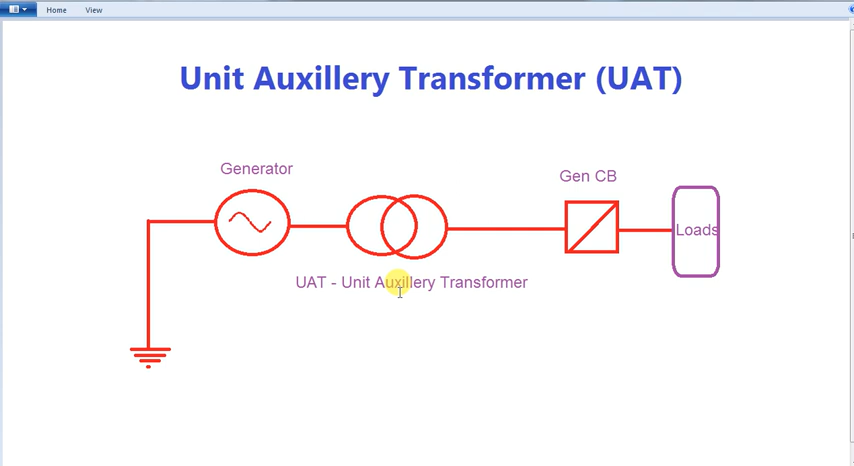 Home View
Unit Auxillery Transformer (UAT)
Generator
Gen CB
Loads
UAT - Unit Auxillery Transformer